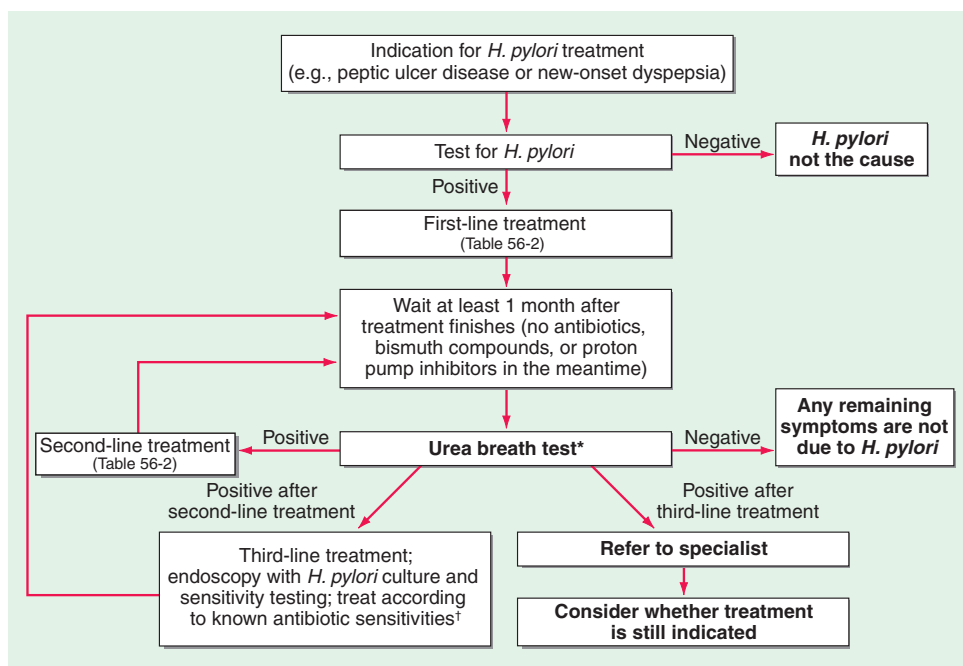 Indication for H. pylori treatment
(e.g., peptic ulcer disease or new-onset dyspepsia)
Test for H. pylori
Negative
H. pylori
not the cause
Positive
First-line treatment
(Table 56-2)
Wait at least 1 month after
treatment finishes (no antibiotics,
bismuth compounds, or proton
pump inhibitors in the meantime)
Second-line treatment
(Table 56-2)
Positive
Urea breath test*
Negative
Any remaining
symptoms are not
due to H. pylori
Positive after
second-line treatment
Positive after
third-line treatment
Third-line treatment;
endoscopy with H. pylori culture and
sensitivity testing; treat according
to known antibiotic sensitivities†
Refer to specialist
Consider whether treatment
is still indicated